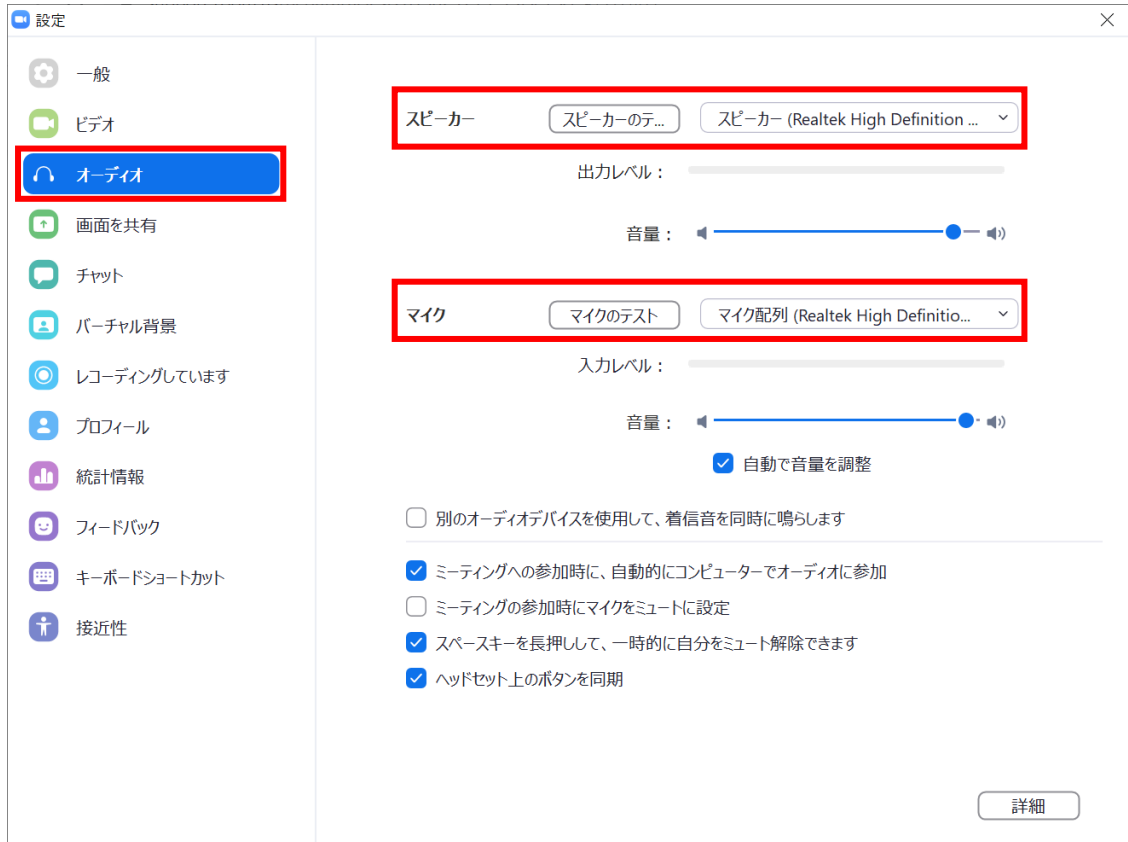 設定
一般
ビデオ
オーディオ
画面を共有
チャット
バーチャル背景
レコーディングしています
プロフィール
統計情報
フィードバック
キーボードショートカット
接近性
スピーカー スピーカーのテ... スピーカー (Realtek High Definition ...
出力レベル：
音量：
マイク マイクのテスト マイク配列 (Realtek High Definitio...
入力レベル：
音量：
自動で音量を調整
別のオーディオデバイスを使用して、着信音を同時に鳴らします
ミーティングへの参加時に、自動的にコンピューターでオーディオに参加
ミーティングの参加時にマイクをミュートに設定
スペースキーを長押しして、一時的に自分をミュート解除できます
ヘッドセット上のボタンを同期
詳細